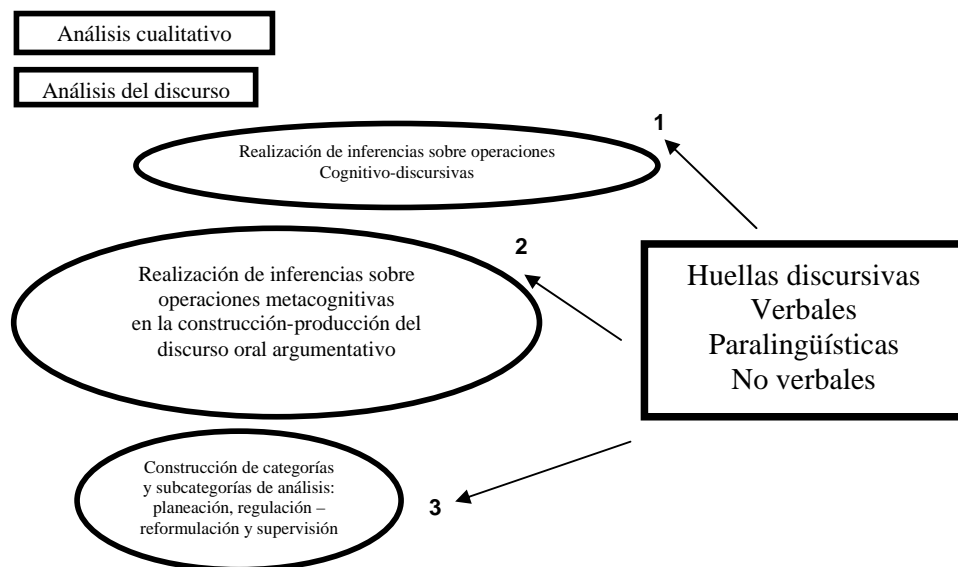 Análisis cualitativo
Análisis del discurso
1
Realización de inferencias sobre operaciones
Cognitivo-discursivas
2
Realización de inferencias sobre
operaciones metacognitivas
en la construcción-producción del
discurso oral argumentativo
Huellas discursivas
Verbales
Paralingüísticas
No verbales
Construcción de categorías
y subcategorías de análisis:
planeación, regulación –
reformulación y supervisión
3